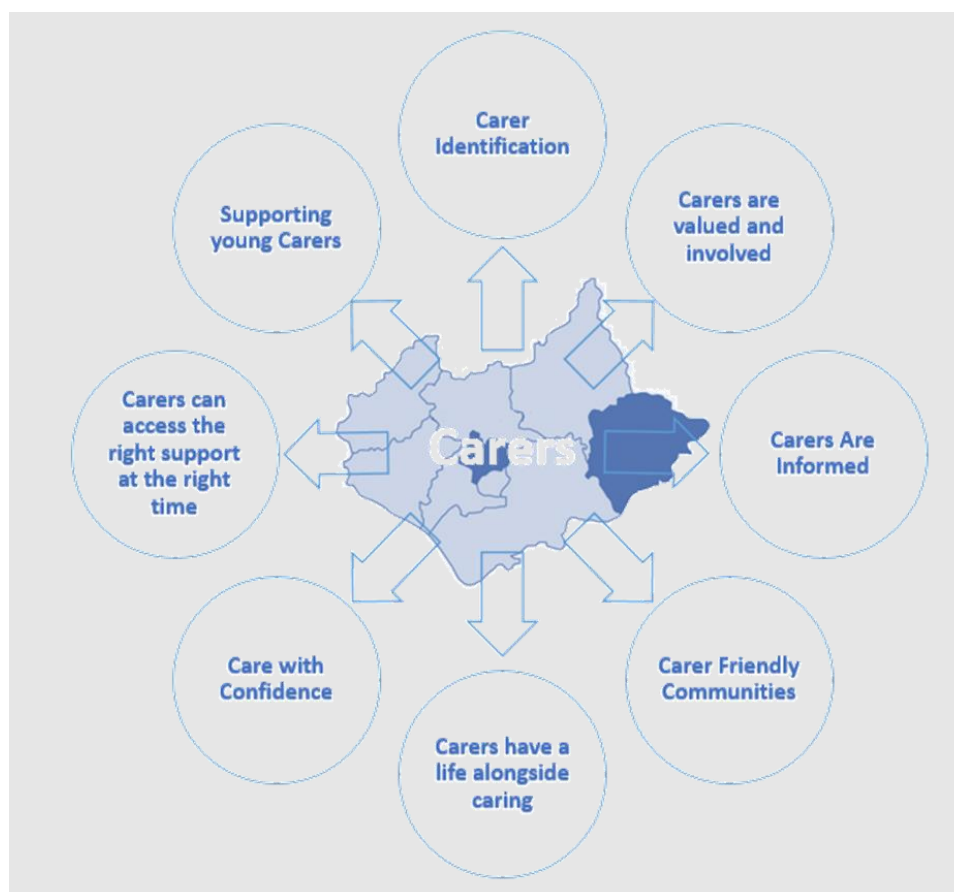 Carer
Identification
Carers are
valued and
involved
Carers Are
Informed
Carer Friendly
Communities
Carers have a
life alongside
caring
Care with
Confidence
Carers can
access the
right support
at the right
time
Supporting
young Carers
Carers